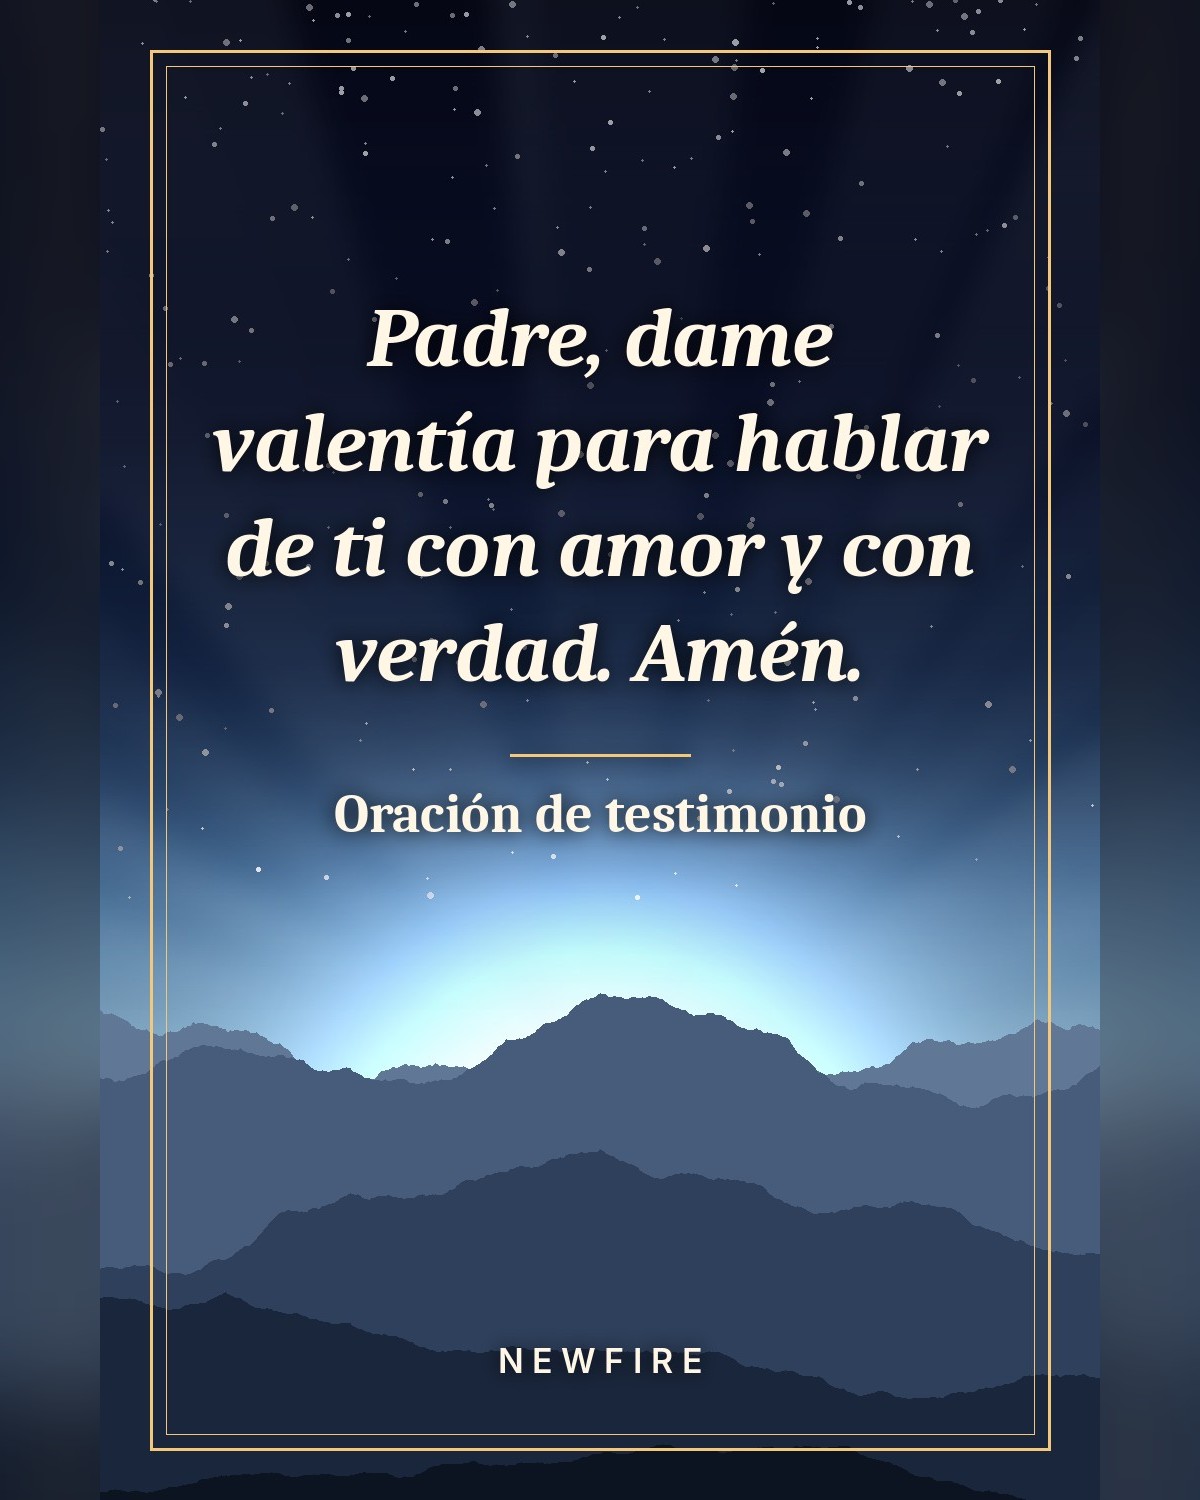 Padre, dame
valentía para hablar
de ti con amor y con
verdad. Amén.
Oración de testimonio
NEWFIRE